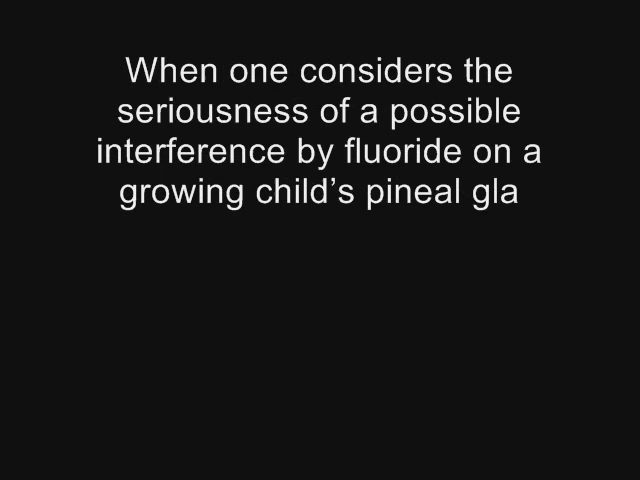 When one considers the
seriousness of a possible
interference by fluoride on a
growing child’s pineal gla